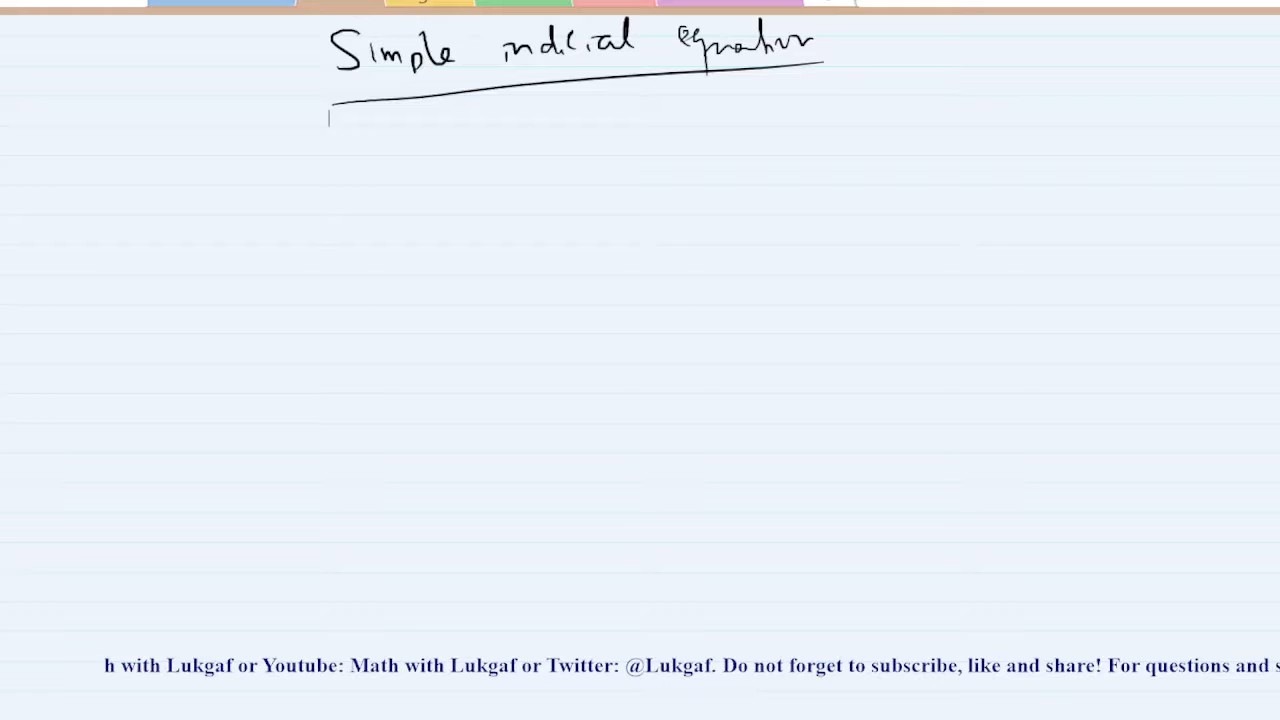 Simple indicial equation
h with Lukgaf or Youtube: Math with Lukgaf or Twitter: @Lukgaf. Do not forget to subscribe, like and share! For questions and s